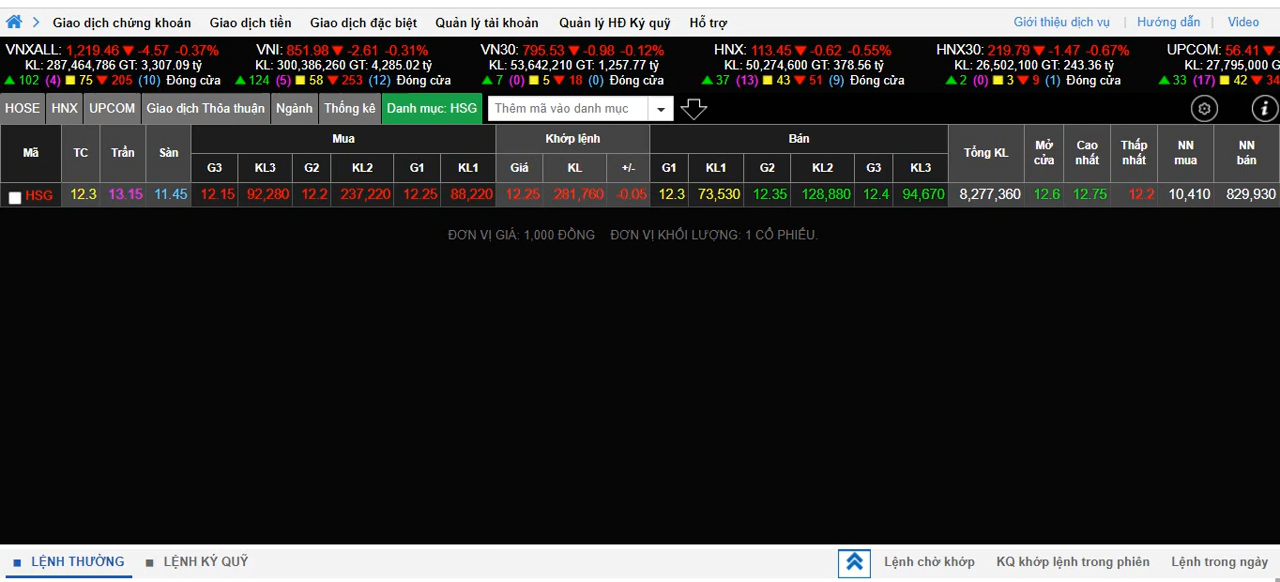 Giao dịch chứng khoán Giao dịch tiền Giao dịch đặc biệt Quản lý tài khoản Quản lý HĐ Ký quỹ Hỗ trợ Giới thiệu dịch vụ | Hướng dẫn | Video
VNXALL: 1,219.46 ▼ -4.57 -0.37% VNI: 851.98 ▼ -2.61 -0.31% VN30: 795.53 ▼ -0.98 -0.12% HNX: 113.45 ▼ -0.62 -0.55% HNX30: 219.79 ▼ -1.47 -0.67% UPCOM: 56.41 ▼ -
KL: 287,464,786 GT: 3,307.09 tỷ KL: 300,386,260 GT: 4,285.02 tỷ KL: 53,642,210 GT: 1,257.77 tỷ KL: 50,274,600 GT: 378.56 tỷ KL: 26,502,100 GT: 243.36 tỷ KL: 27,795,000 G
▲ 102 (4) ■ 75 ▼ 205 (10) Đóng cửa ▲ 124 (5) ■ 58 ▼ 253 (12) Đóng cửa ▲ 7 (0) ■ 5 ▼ 18 (0) Đóng cửa ▲ 37 (13) ■ 43 ▼ 51 (9) Đóng cửa ▲ 2 (0) ■ 3 ▼ 9 (1) Đóng cửa ▲ 33 (17) ■ 42 ▼ 34
HOSE HNX UPCOM Giao dịch Thỏa thuận Ngành Thống kê Danh mục: HSG Thêm mã vào danh mục
Mã TC Trần Sàn Mua Khớp lệnh Bán Tổng KL Mở cửa Cao nhất Thấp nhất NN mua NN bán
G3 KL3 G2 KL2 G1 KL1 Giá KL +/- G1 KL1 G2 KL2 G3 KL3
HSG 12.3 13.15 11.45 12.15 92,280 12.2 237,220 12.25 88,220 12.25 281,760 -0.05 12.3 73,530 12.35 128,880 12.4 94,670 8,277,360 12.6 12.75 12.2 10,410 829,930
ĐƠN VỊ GIÁ: 1,000 ĐỒNG ĐƠN VỊ KHỐI LƯỢNG: 1 CỔ PHIẾU.
LỆNH THƯỜNG LỆNH KÝ QUỸ Lệnh chờ khớp KQ khớp lệnh trong phiên Lệnh trong ngày